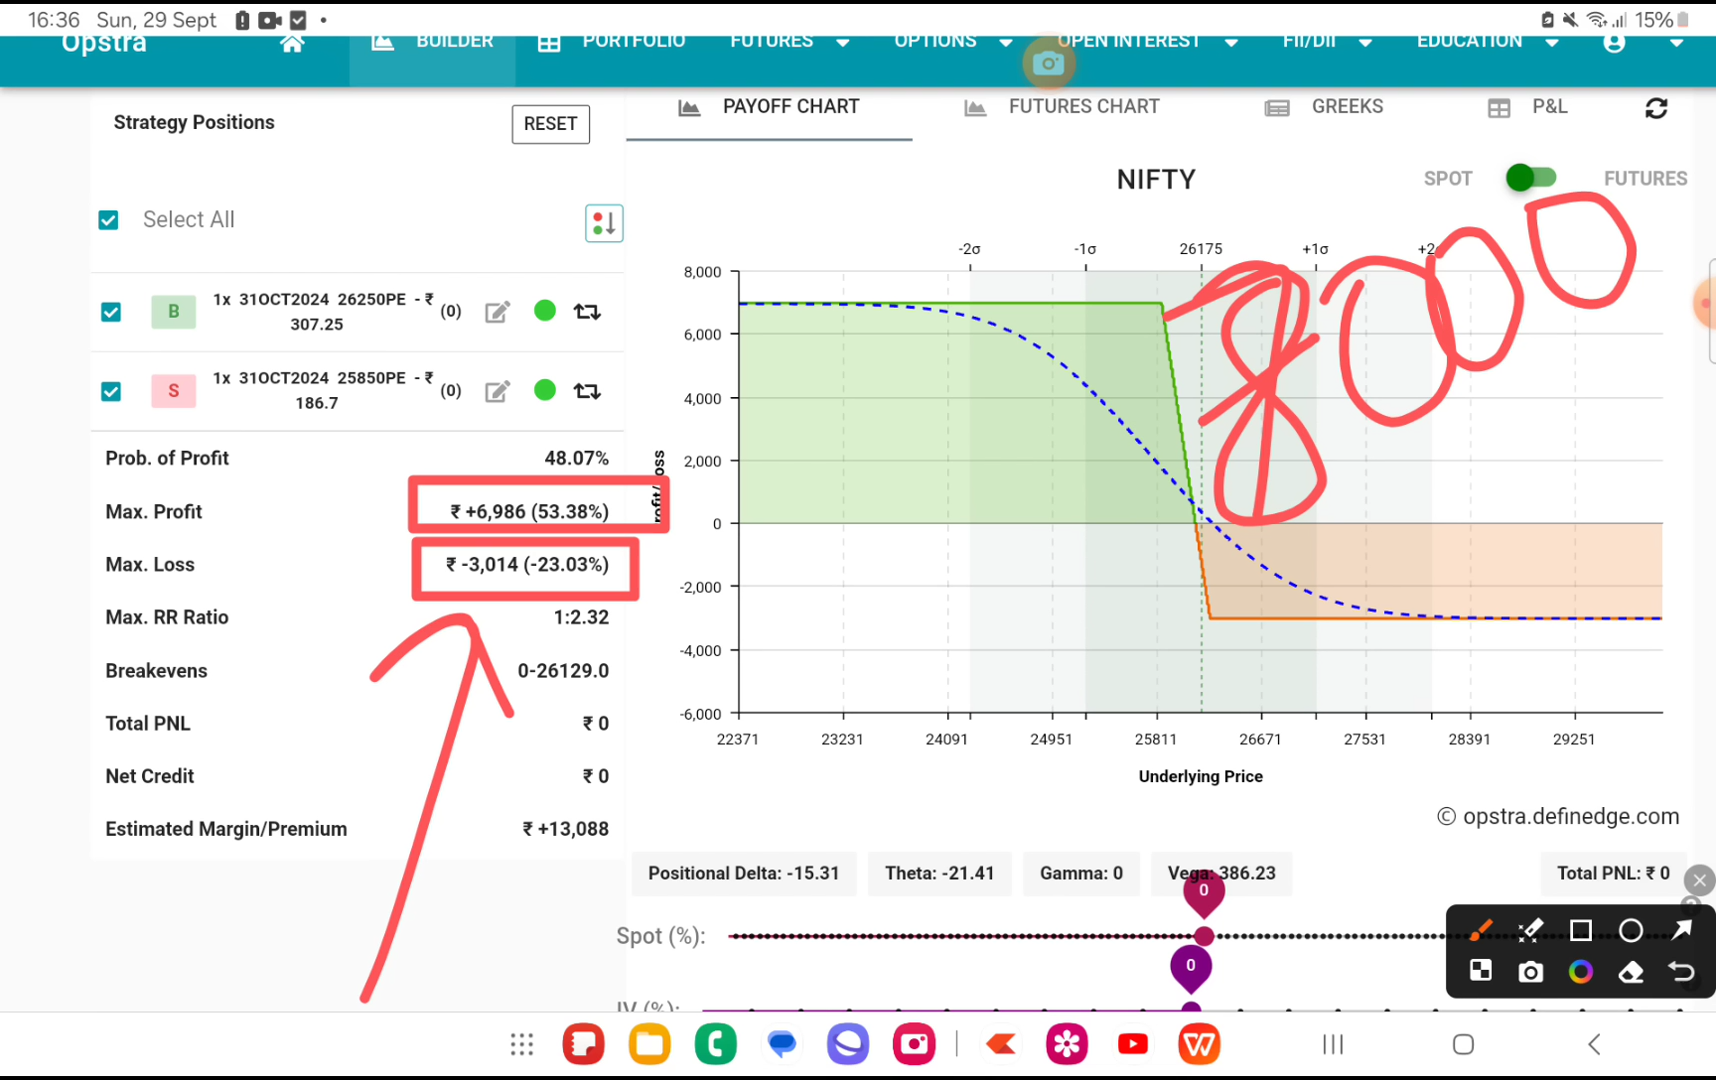 16:36 Sun, 29 Sept
15%
Opstra
BUILDER
PORTFOLIO
FUTURES
OPTIONS
OPEN INTEREST
FII/DII
EDUCATION
Strategy Positions
RESET
PAYOFF CHART
FUTURES CHART
GREEKS
P&L
NIFTY
SPOT
FUTURES
Select All
B
1x 31OCT2024 26250PE - ₹
307.25
(0)
S
1x 31OCT2024 25850PE - ₹
186.7
(0)
Prob. of Profit 48.07%
Max. Profit ₹ +6,986 (53.38%)
Max. Loss ₹ -3,014 (-23.03%)
Max. RR Ratio 1:2.32
Breakevens 0-26129.0
Total PNL ₹ 0
Net Credit ₹ 0
Estimated Margin/Premium ₹ +13,088
-2σ -1σ 26175 +1σ
8,000
6,000
4,000
2,000
0
-2,000
-4,000
-6,000
22371 23231 24091 24951 25811 26671 27531 28391 29251
Underlying Price
8000
© opstra.definedge.com
Positional Delta: -15.31
Theta: -21.41
Gamma: 0
Vega: 386.23
Total PNL: ₹ 0
0
Spot (%):
0
IV (%):